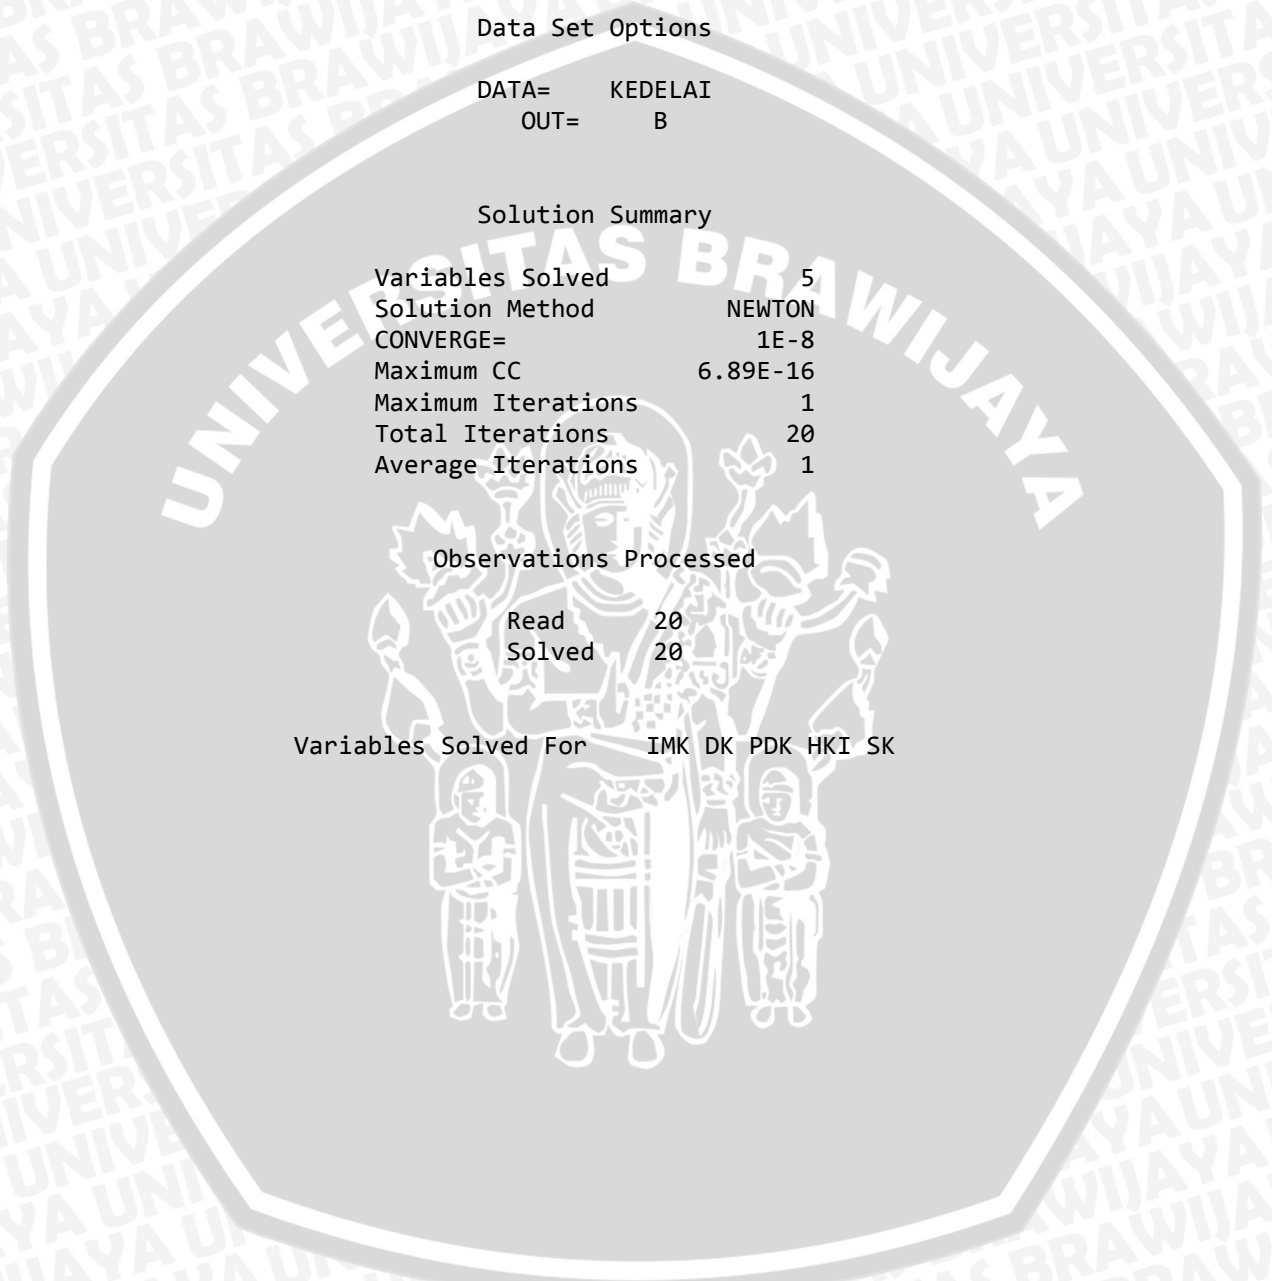 Data Set Options
DATA= KEDELAI
OUT= B
Solution Summary
UNIVERSITAS BRAWIJAYA
Variables Solved 5
Solution Method NEWTON
CONVERGE= 1E-8
Maximum CC 6.89E-16
Maximum Iterations 1
Total Iterations 20
Average Iterations 1
Observations Processed
Read 20
Solved 20
Variables Solved For IMK DK PDK HKI SK